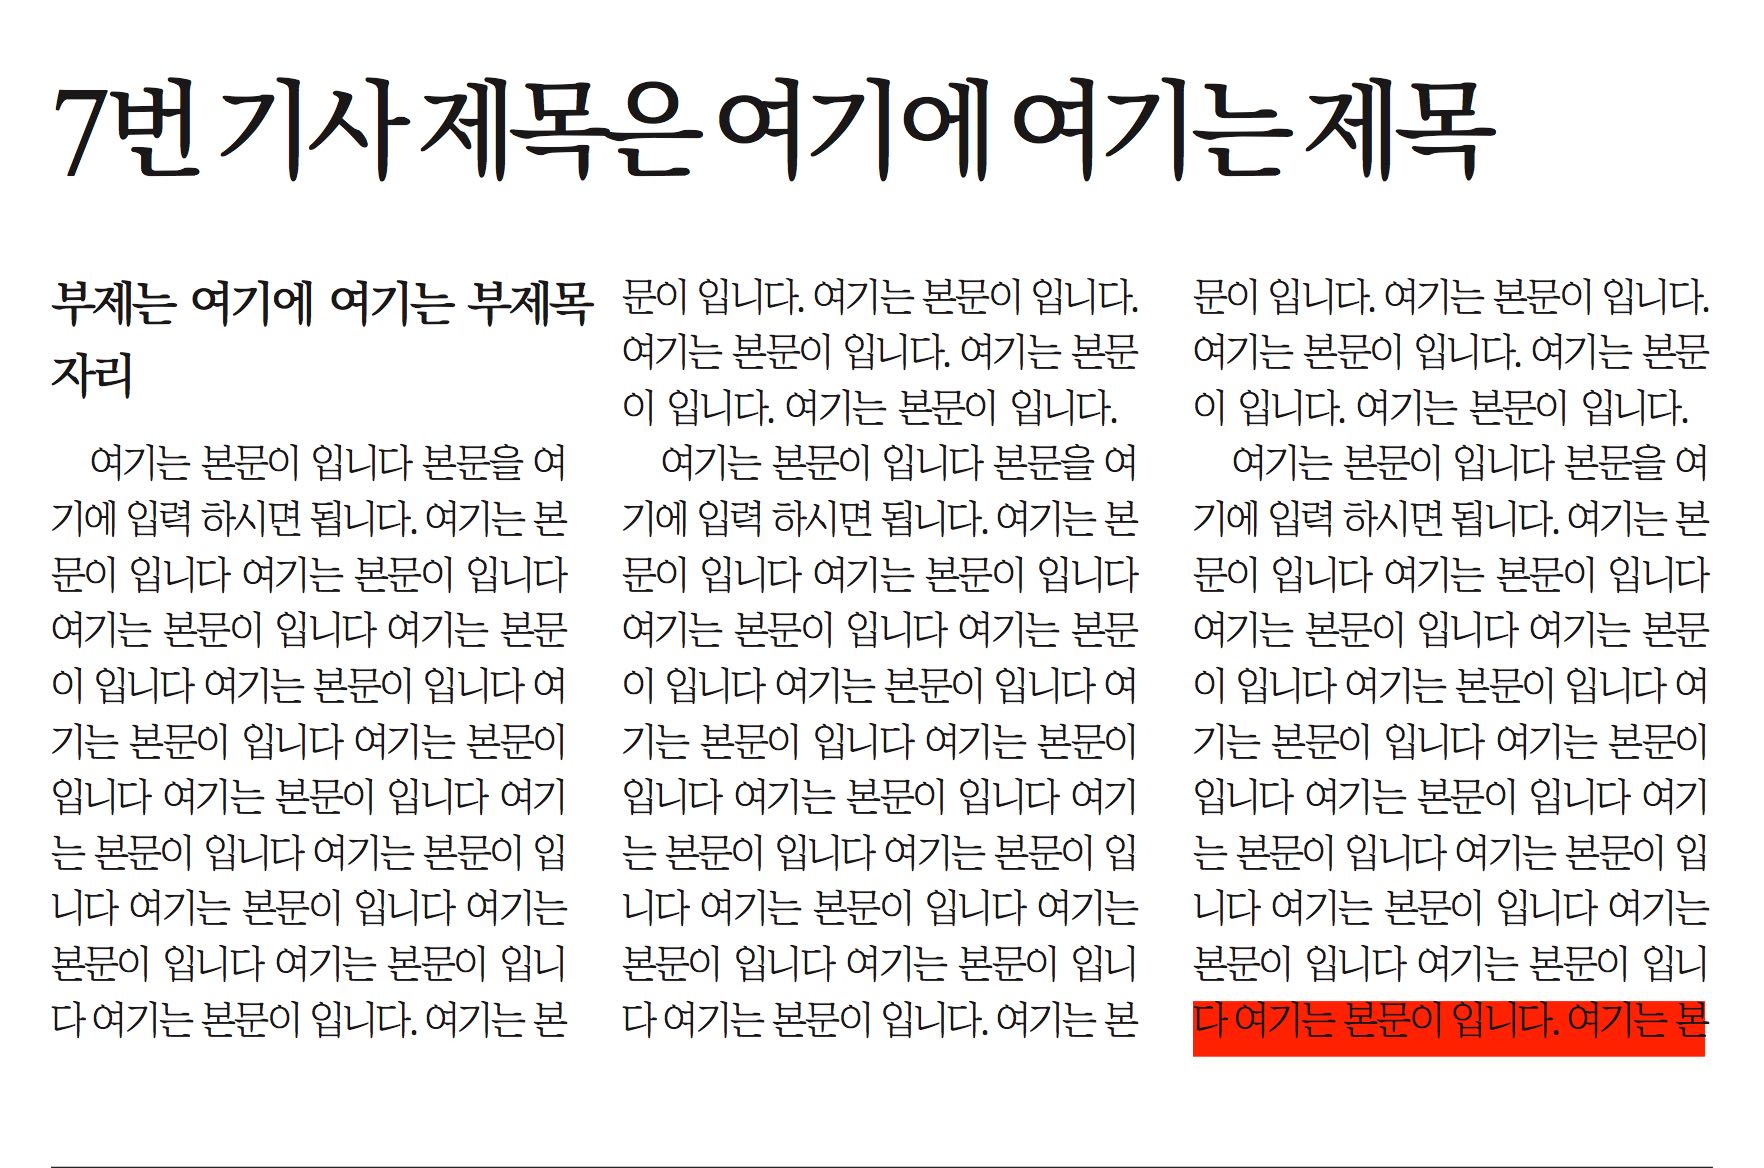 7번 기사 제목은 여기에 여기는 제목
부제는 여기에 여기는 부제목
자리
여기는 본문이 입니다 본문을 여
기에 입력 하시면 됩니다. 여기는 본
문이 입니다 여기는 본문이 입니다
여기는 본문이 입니다 여기는 본문
이 입니다 여기는 본문이 입니다 여
기는 본문이 입니다 여기는 본문이
입니다 여기는 본문이 입니다 여기
는 본문이 입니다 여기는 본문이 입
니다 여기는 본문이 입니다 여기는
본문이 입니다 여기는 본문이 입니
다 여기는 본문이 입니다. 여기는 본
문이 입니다. 여기는 본문이 입니다.
여기는 본문이 입니다. 여기는 본문
이 입니다. 여기는 본문이 입니다.
여기는 본문이 입니다 본문을 여
기에 입력 하시면 됩니다. 여기는 본
문이 입니다 여기는 본문이 입니다
여기는 본문이 입니다 여기는 본문
이 입니다 여기는 본문이 입니다 여
기는 본문이 입니다 여기는 본문이
입니다 여기는 본문이 입니다 여기
는 본문이 입니다 여기는 본문이 입
니다 여기는 본문이 입니다 여기는
본문이 입니다 여기는 본문이 입니
다 여기는 본문이 입니다. 여기는 본
문이 입니다. 여기는 본문이 입니다.
여기는 본문이 입니다. 여기는 본문
이 입니다. 여기는 본문이 입니다.
여기는 본문이 입니다 본문을 여
기에 입력 하시면 됩니다. 여기는 본
문이 입니다 여기는 본문이 입니다
여기는 본문이 입니다 여기는 본문
이 입니다 여기는 본문이 입니다 여
기는 본문이 입니다 여기는 본문이
입니다 여기는 본문이 입니다 여기
는 본문이 입니다 여기는 본문이 입
니다 여기는 본문이 입니다 여기는
본문이 입니다 여기는 본문이 입니
다 여기는 본문이 입니다. 여기는 본